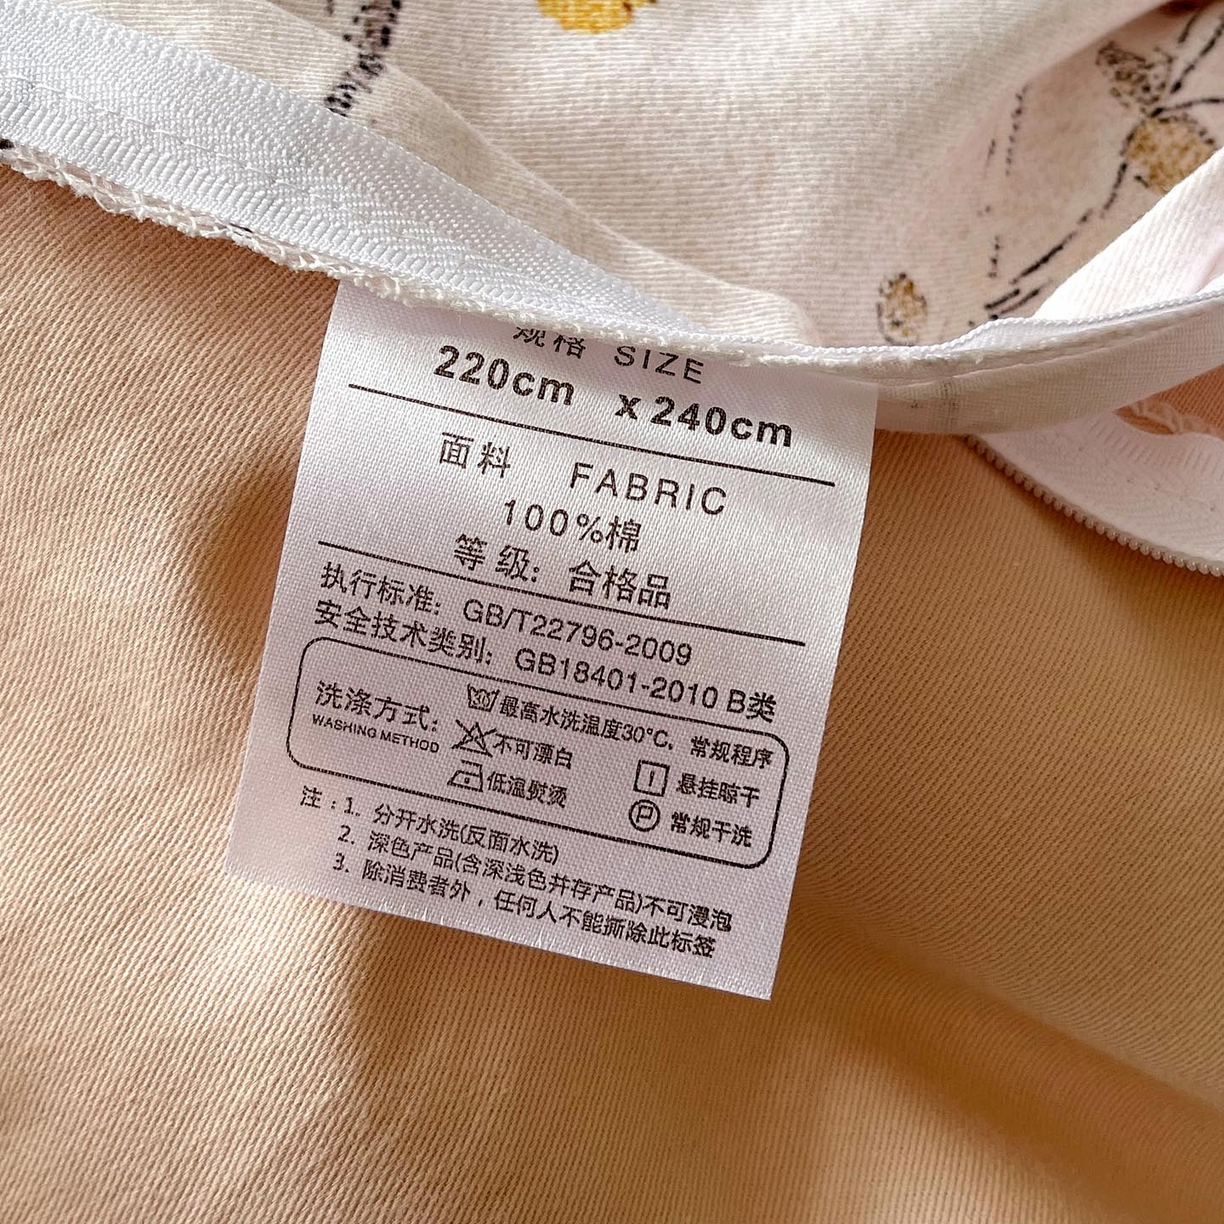 规格 SIZE
220cm x 240cm
面料 FABRIC
100%棉
等级：合格品
执行标准：GB/T22796-2009
安全技术类别：GB18401-2010 B类
洗涤方式：
WASHING METHOD
30 最高水洗温度30°C，常规程序
不可漂白
悬挂晾干
低温熨烫
P 常规干洗
注：1. 分开水洗(反面水洗)
2. 深色产品(含深浅色并存产品)不可浸泡
3. 除消费者外，任何人不能撕除此标签